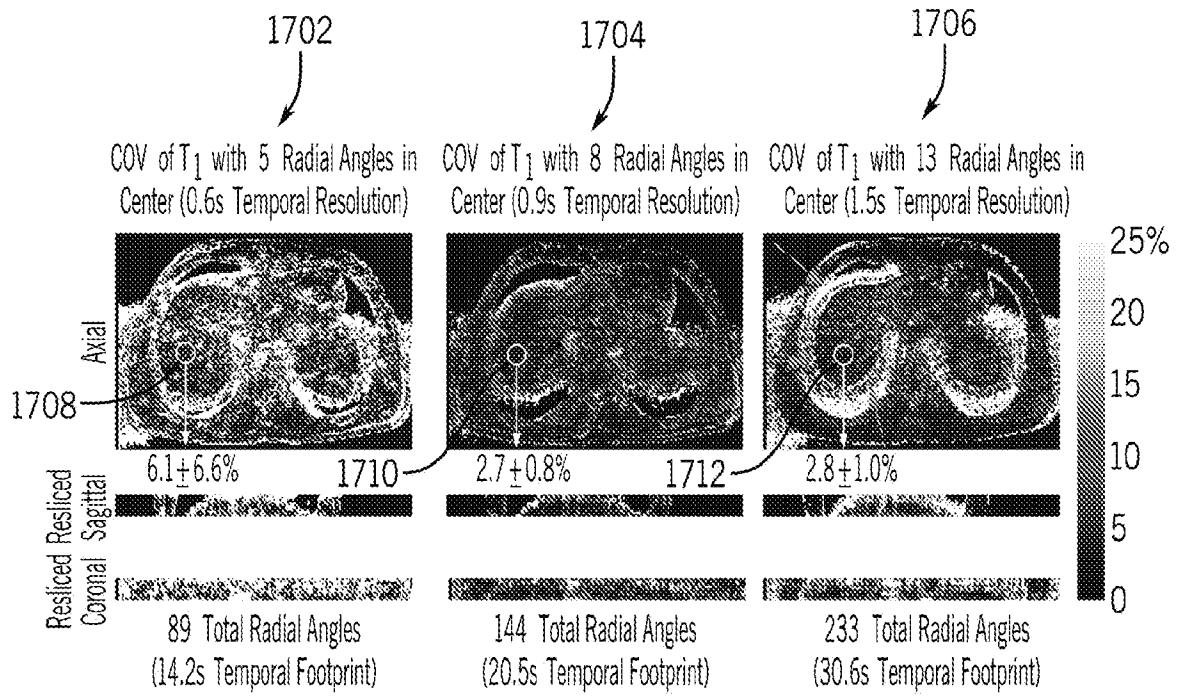 1702
1704
1706
COV of T1 with 5 Radial Angles in
Center (0.6s Temporal Resolution)
COV of T1 with 8 Radial Angles in
Center (0.9s Temporal Resolution)
COV of T1 with 13 Radial Angles in
Center (1.5s Temporal Resolution)
25%
20
15
10
5
0
Axial
1708
6.1±6.6%
1710
2.7±0.8%
1712
2.8±1.0%
Resliced
Sagittal
Resliced
Coronal
89 Total Radial Angles
(14.2s Temporal Footprint)
144 Total Radial Angles
(20.5s Temporal Footprint)
233 Total Radial Angles
(30.6s Temporal Footprint)